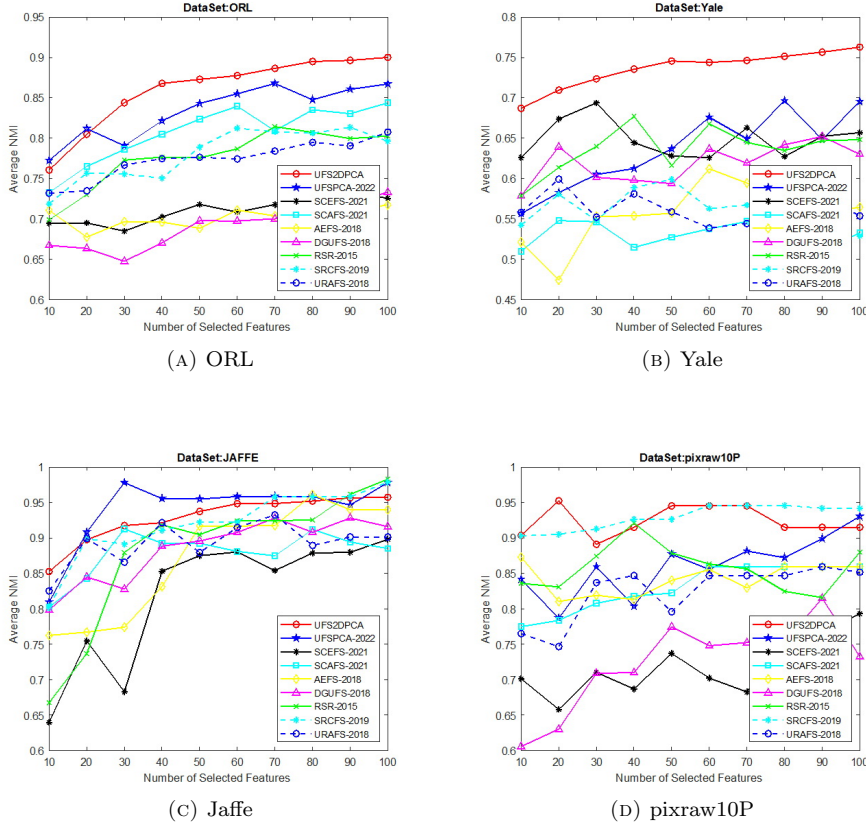 DataSet:ORL
0.95
0.9
0.85
0.8
0.75
0.7
0.65
0.6
Average NMI
10 20 30 40 50 60 70 80 90 100
Number of Selected Features
UFS2DPCA
UFSPCA-2022
SCEFS-2021
SCAFS-2021
AEFS-2018
DGUFS-2018
RSR-2015
SRCFS-2019
URAFS-2018
(A) ORL
DataSet:Yale
0.8
0.75
0.7
0.65
0.6
0.55
0.5
0.45
Average NMI
10 20 30 40 50 60 70 80 90 100
Number of Selected Features
UFS2DPCA
UFSPCA-2022
SCEFS-2021
SCAFS-2021
AEFS-2018
DGUFS-2018
RSR-2015
SRCFS-2019
URAFS-2018
(B) Yale
DataSet:JAFFE
1
0.95
0.9
0.85
0.8
0.75
0.7
0.65
0.6
Average NMI
10 20 30 40 50 60 70 80 90 100
Number of Selected Features
UFS2DPCA
UFSPCA-2022
SCEFS-2021
SCAFS-2021
AEFS-2018
DGUFS-2018
RSR-2015
SRCFS-2019
URAFS-2018
(C) Jaffe
DataSet:pixraw10P
1
0.95
0.9
0.85
0.8
0.75
0.7
0.65
0.6
Average NMI
10 20 30 40 50 60 70 80 90 100
Number of Selected Features
UFS2DPCA
UFSPCA-2022
SCEFS-2021
SCAFS-2021
AEFS-2018
DGUFS-2018
RSR-2015
SRCFS-2019
URAFS-2018
(D) pixraw10P